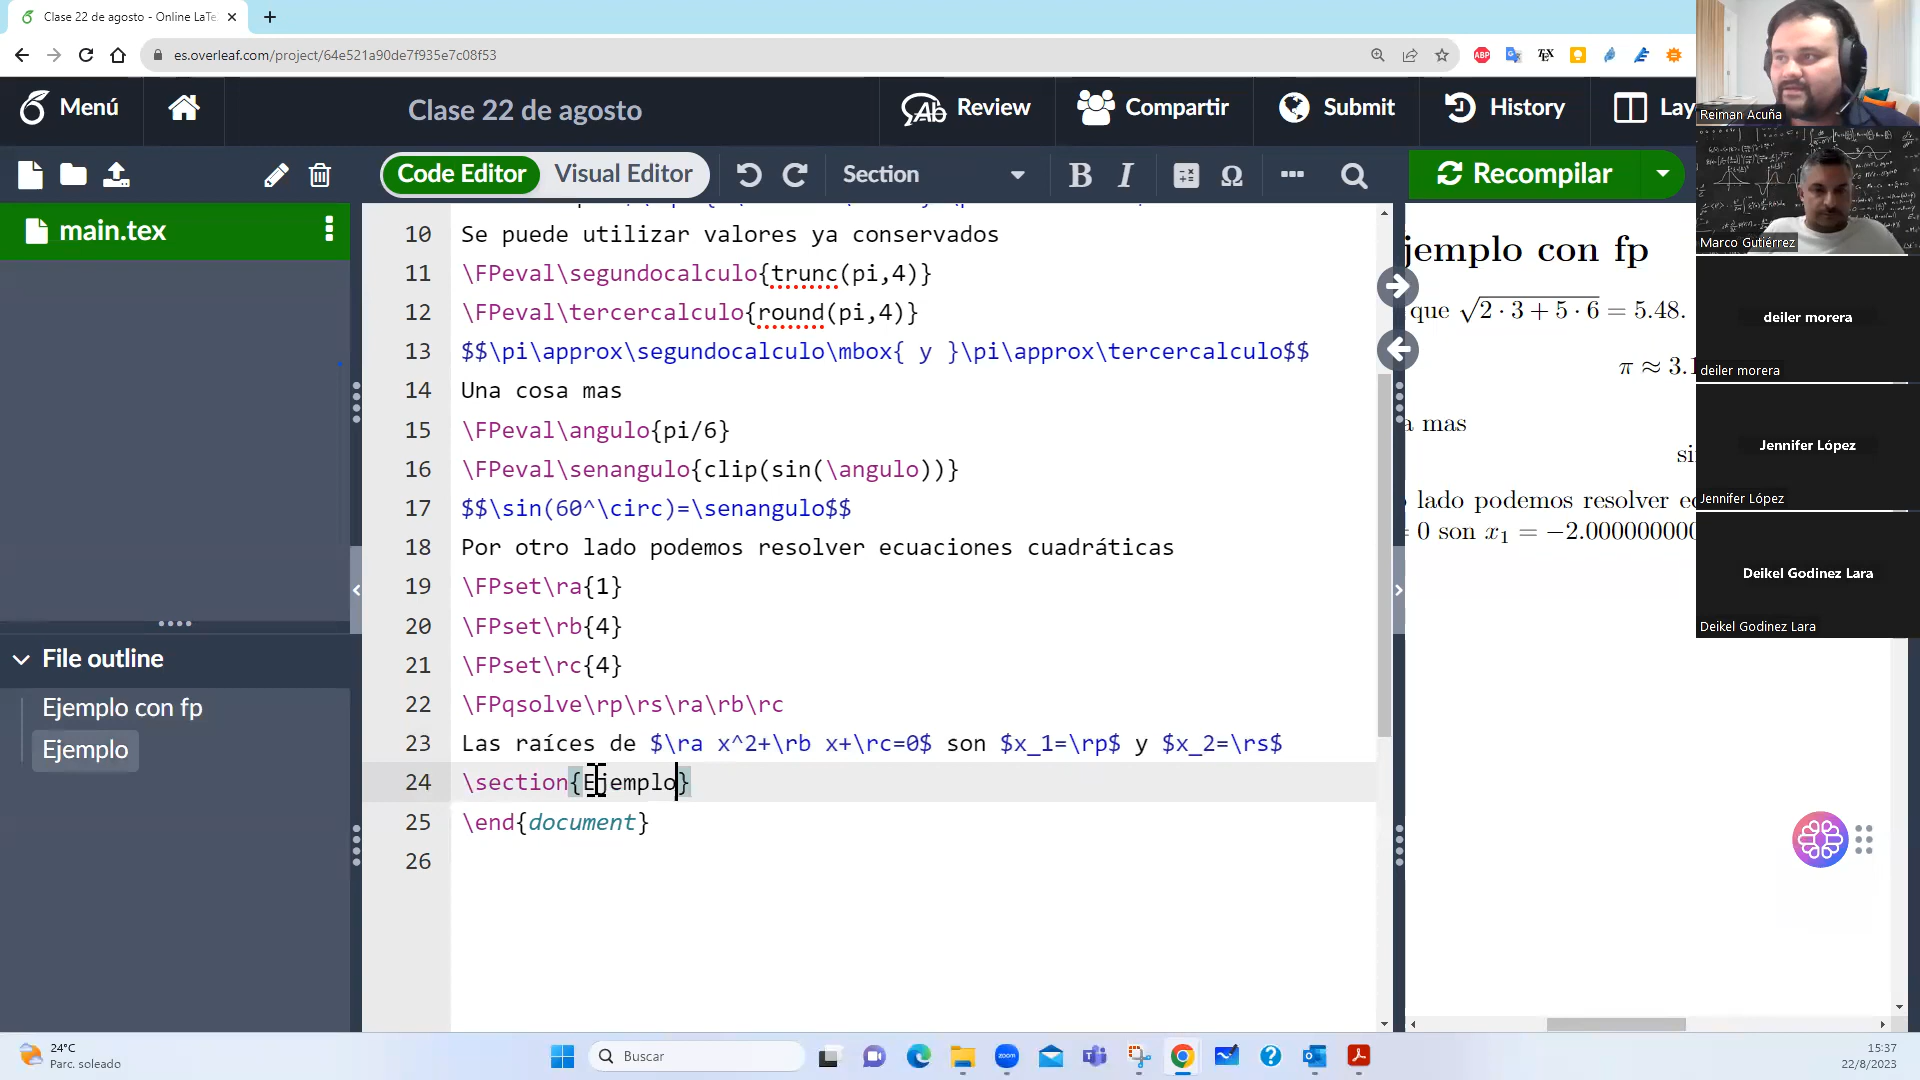 Clase 22 de agosto - Online LaTe
es.overleaf.com/project/64e521a90de7f935e7c08f53
ABP
TEX
Menú
Clase 22 de agosto
Review
Compartir
Submit
History
Lay
Code Editor
Visual Editor
Section
B
I
Ω
Recompilar
main.tex
File outline
Ejemplo con fp
Ejemplo
10 Se puede utilizar valores ya conservados
11 \FPeval\segundocalculo{trunc(pi,4)}
12 \FPeval\tercercalculo{round(pi,4)}
13 $$\pi\approx\segundocalculo\mbox{ y }\pi\approx\tercercalculo$$
14 Una cosa mas
15 \FPeval\angulo{pi/6}
16 \FPeval\senangulo{clip(sin(\angulo))}
17 $$\sin(60^\circ)=\senangulo$$
18 Por otro lado podemos resolver ecuaciones cuadráticas
19 \FPset\ra{1}
20 \FPset\rb{4}
21 \FPset\rc{4}
22 \FPqsolve\rp\rs\ra\rb\rc
23 Las raíces de $\ra x^2+\rb x+\rc=0$ son $x_1=\rp$ y $x_2=\rs$
24 \section{Ejemplo}
25 \end{document}
26
jemplo con fp
que √2 · 3 + 5 · 6 = 5.48.
π ≈ 3.1
a mas
sin
lado podemos resolver ec
= 0 son x₁ = −2.000000000
Reiman Acuña
Marco Gutiérrez
deiler morera
deiler morera
Jennifer López
Jennifer López
Deikel Godinez Lara
Deikel Godinez Lara
24°C
Parc. soleado
Buscar
zoom
15:37
22/8/2023